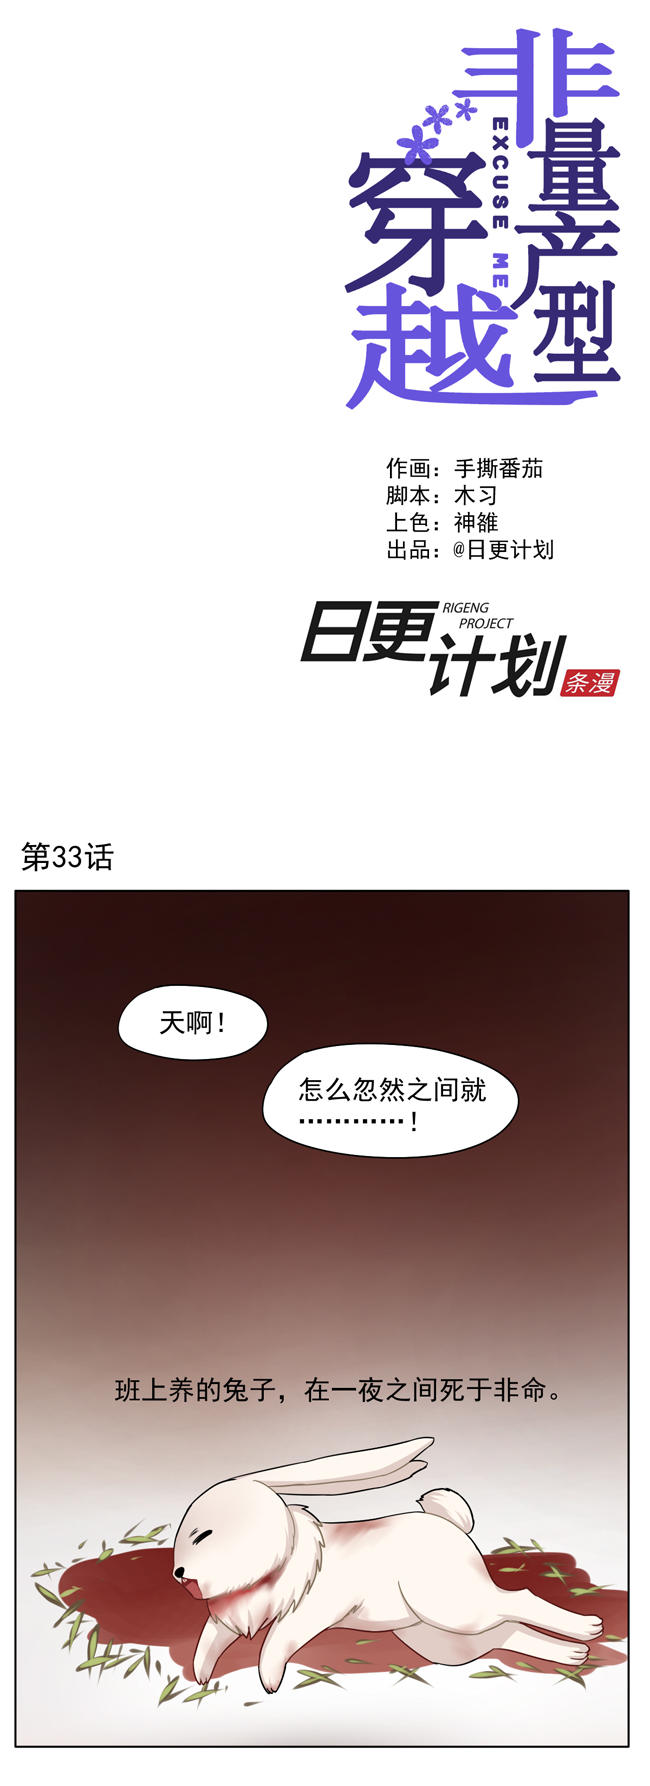 非量产型
穿越
EXCUSE ME
作画：手撕番茄
脚本：木习
上色：神雒
出品：@日更计划
日更计划
RIGENG
PROJECT
条漫
第33话
天啊！
怎么忽然之间就
…………！
班上养的兔子，在一夜之间死于非命。